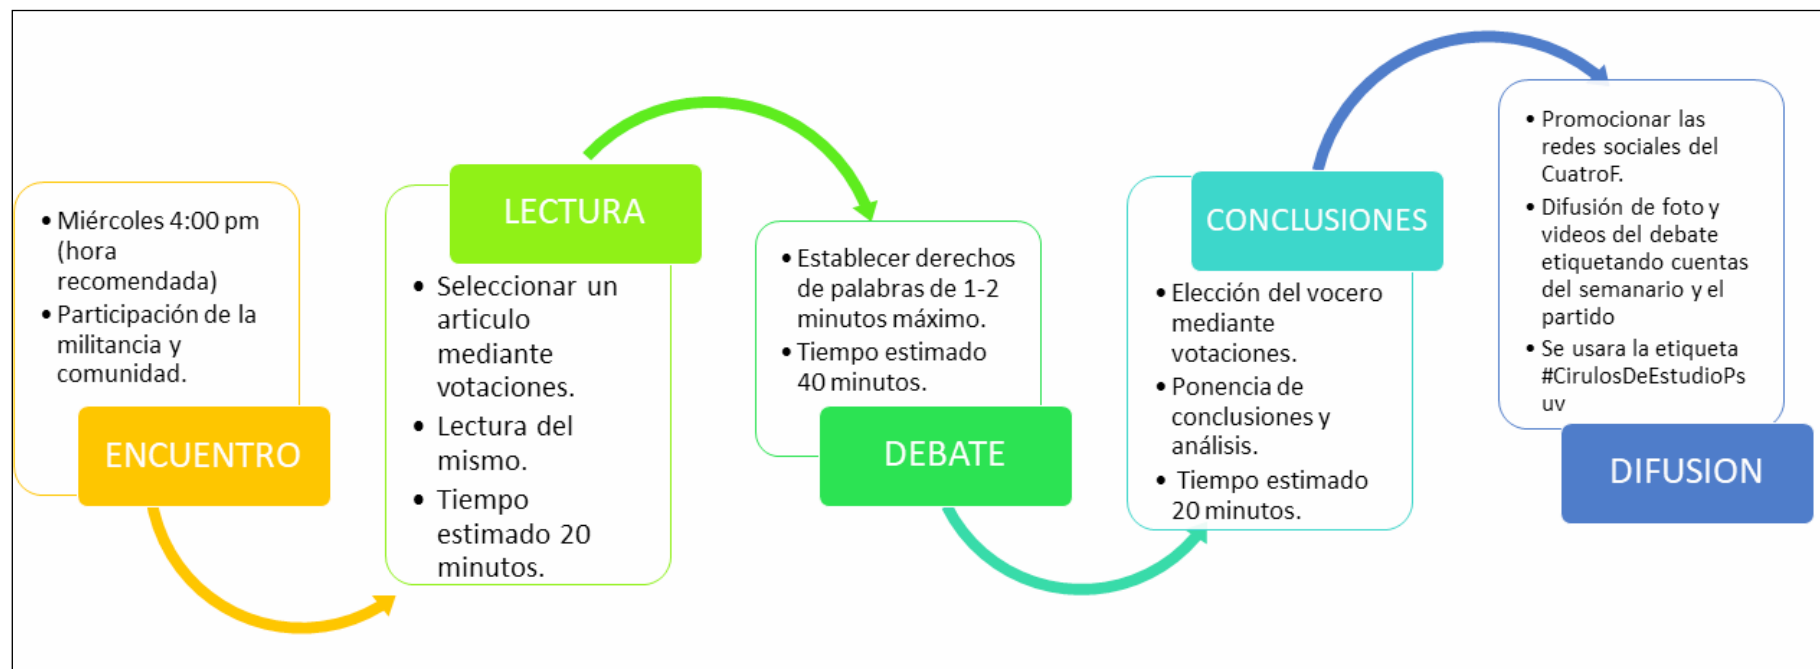 • Miércoles 4:00 pm
(hora
recomendada)
• Participación de la
militancia y
comunidad.
ENCUENTRO
LECTURA
• Seleccionar un
articulo
mediante
votaciones.
• Lectura del
mismo.
• Tiempo
estimado 20
minutos.
• Establecer derechos
de palabras de 1-2
minutos máximo.
• Tiempo estimado
40 minutos.
DEBATE
CONCLUSIONES
• Elección del vocero
mediante
votaciones.
• Ponencia de
conclusiones y
análisis.
• Tiempo estimado
20 minutos.
• Promocionar las
redes sociales del
CuatroF.
• Difusión de foto y
videos del debate
etiquetando cuentas
del semanario y el
partido
• Se usara la etiqueta
#CirulosDeEstudioPs
uv
DIFUSION